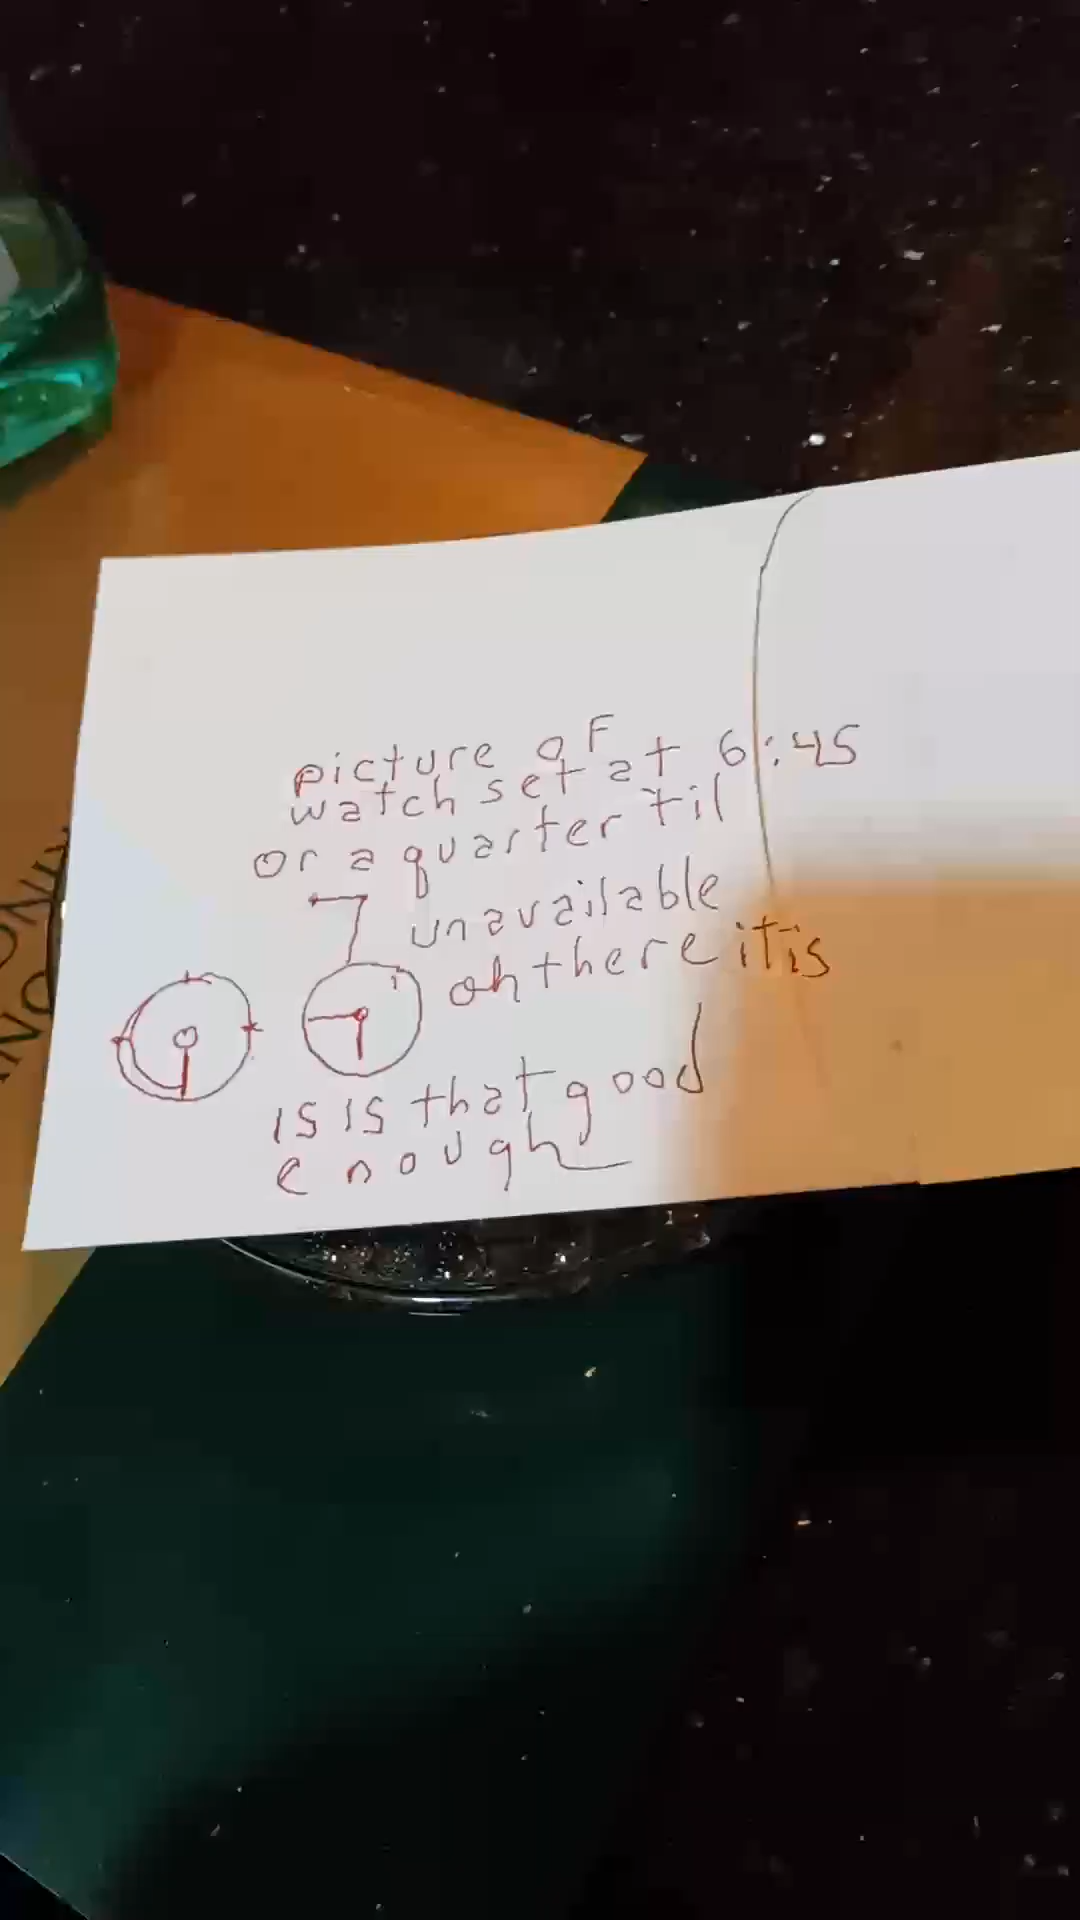 picture of
watch set at 6:45
or a quarter til
7 unavailable
oh there it is
is is that good
enough